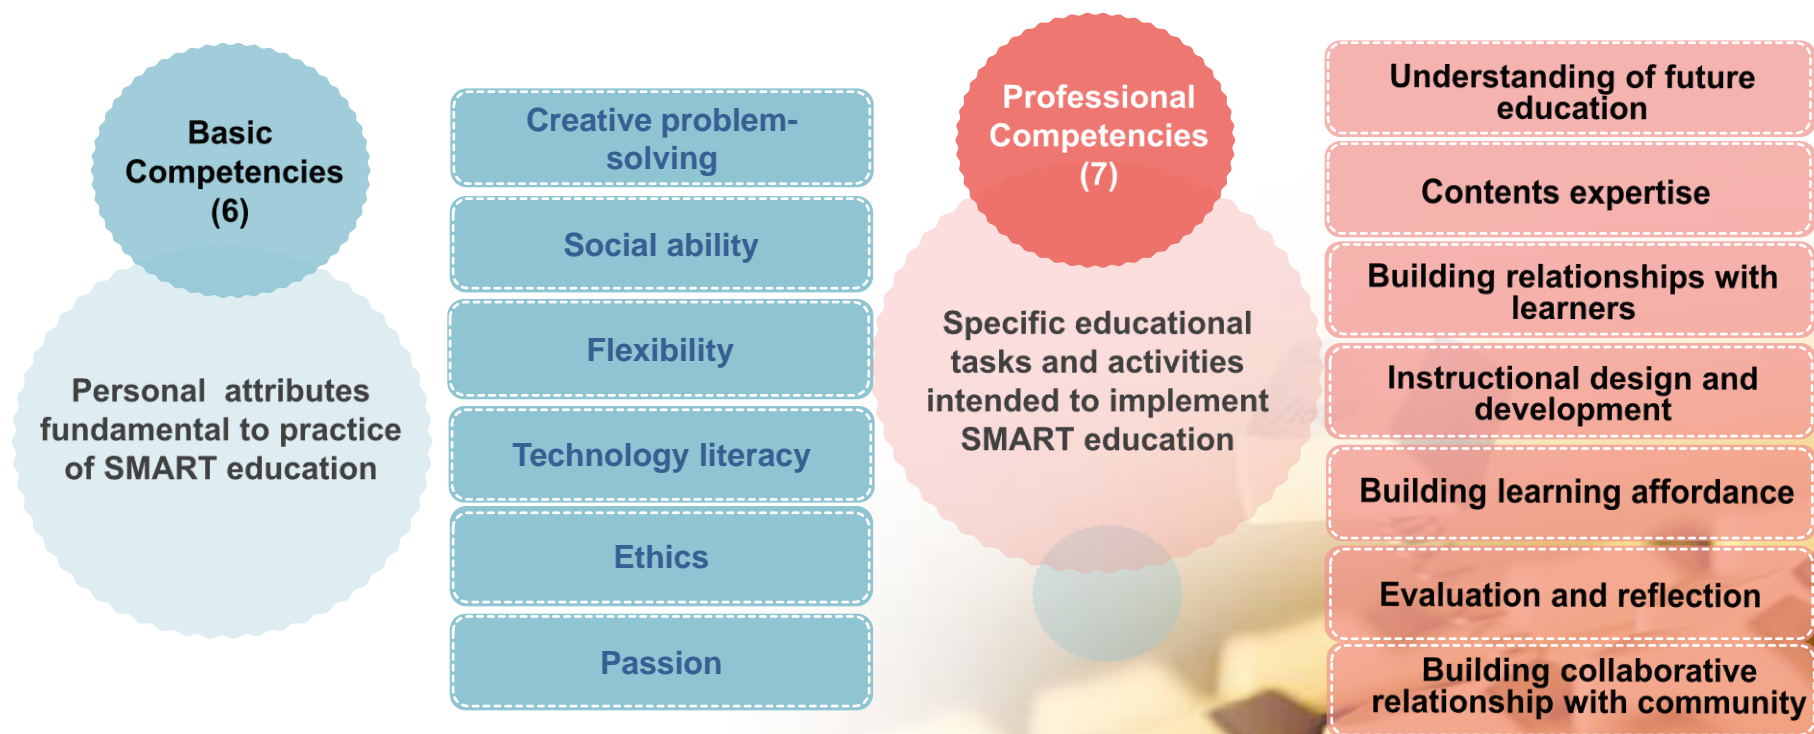 Basic
Competencies
(6)
Personal attributes
fundamental to practice
of SMART education
Creative problem-
solving
Social ability
Flexibility
Technology literacy
Ethics
Passion
Professional
Competencies
(7)
Specific educational
tasks and activities
intended to implement
SMART education
Understanding of future
education
Contents expertise
Building relationships with
learners
Instructional design and
development
Building learning affordance
Evaluation and reflection
Building collaborative
relationship with community